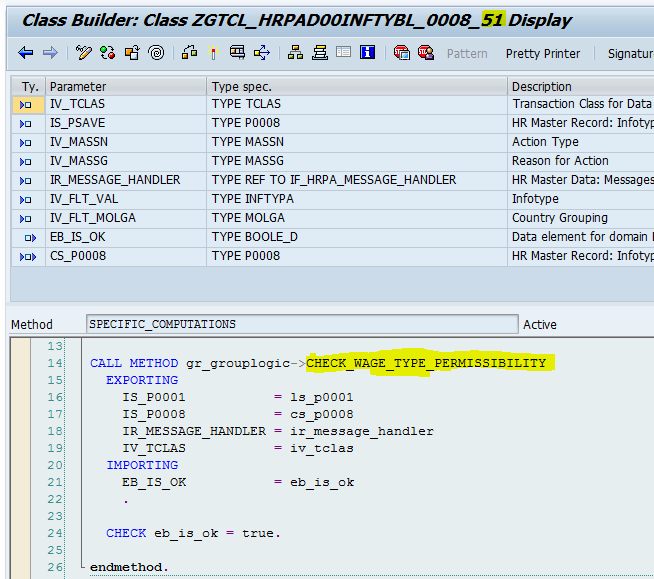 Class Builder: Class ZGTCL_HRPAD00INFTYBL_0008_51 Display
Pattern Pretty Printer Signatur
Ty. Parameter Type spec. Description
IV_TCLAS TYPE TCLAS Transaction Class for Data
IS_PSAVE TYPE P0008 HR Master Record: Infotyp
IV_MASSN TYPE MASSN Action Type
IV_MASSG TYPE MASSG Reason for Action
IR_MESSAGE_HANDLER TYPE REF TO IF_HRPA_MESSAGE_HANDLER HR Master Data: Messages
IV_FLT_VAL TYPE INFTYPA Infotype
IV_FLT_MOLGA TYPE MOLGA Country Grouping
EB_IS_OK TYPE BOOLE_D Data element for domain
CS_P0008 TYPE P0008 HR Master Record: Infotyp
Method SPECIFIC_COMPUTATIONS Active
13
14 CALL METHOD gr_grouplogic->CHECK_WAGE_TYPE_PERMISSIBILITY
15 EXPORTING
16 IS_P0001 = ls_p0001
17 IS_P0008 = cs_p0008
18 IR_MESSAGE_HANDLER = ir_message_handler
19 IV_TCLAS = iv_tclas
20 IMPORTING
21 EB_IS_OK = eb_is_ok
22 .
23
24 CHECK eb_is_ok = true.
25
26 endmethod.